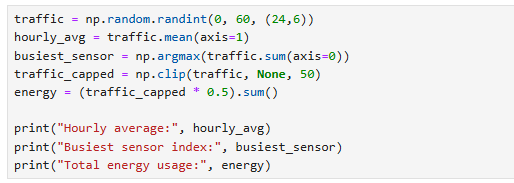 traffic = np.random.randint(0, 60, (24,6))
hourly_avg = traffic.mean(axis=1)
busiest_sensor = np.argmax(traffic.sum(axis=0))
traffic_capped = np.clip(traffic, None, 50)
energy = (traffic_capped * 0.5).sum()

print("Hourly average:", hourly_avg)
print("Busiest sensor index:", busiest_sensor)
print("Total energy usage:", energy)